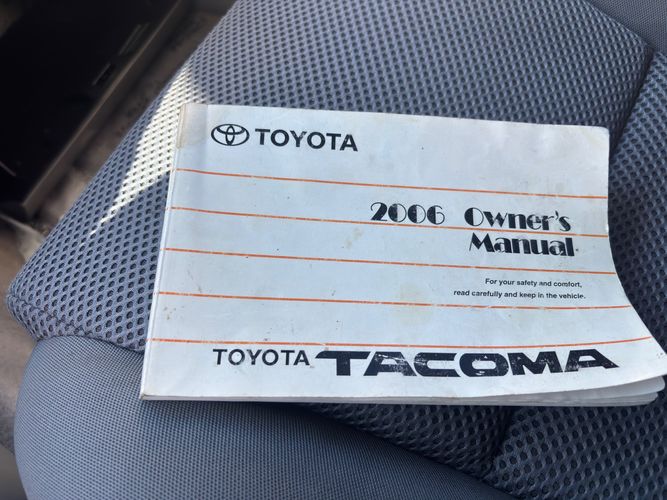 TOYOTA
2006 Owner's
Manual
For your safety and comfort,
read carefully and keep in the vehicle.
TOYOTA TACOMA